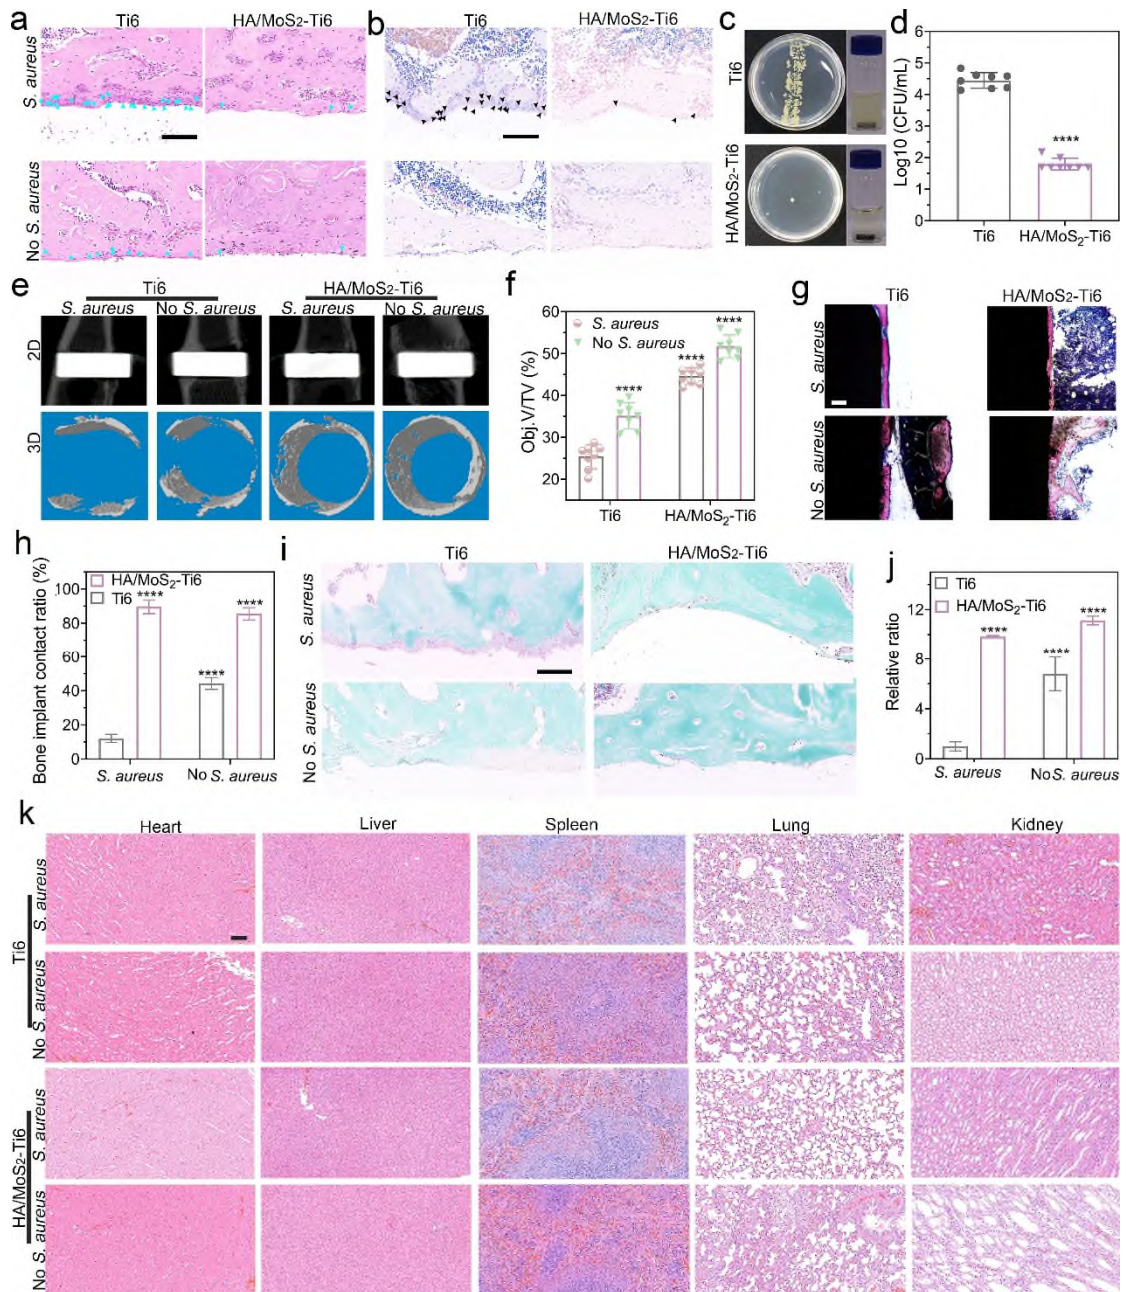 a
Ti6
HA/MoS2-Ti6
S. aureus
No S. aureus
b
Ti6
HA/MoS2-Ti6
c
Ti6
HA/MoS2-Ti6
d
Log10 (CFU/mL)
6
5
4
3
2
1
0
****
Ti6
HA/MoS2-Ti6
e
Ti6
HA/MoS2-Ti6
S. aureus
No S. aureus
S. aureus
No S. aureus
2D
3D
f
Obj.V/TV (%)
60
50
40
30
20
S. aureus
No S. aureus
****
****
****
Ti6
HA/MoS2-Ti6
g
Ti6
HA/MoS2-Ti6
S. aureus
No S. aureus
h
Bone implant contact ratio (%)
100
80
60
40
20
0
HA/MoS2-Ti6
Ti6
****
****
****
S. aureus
No S. aureus
i
Ti6
HA/MoS2-Ti6
S. aureus
No S. aureus
j
Relative ratio
12
8
4
0
Ti6
HA/MoS2-Ti6
****
****
****
S. aureus
No S. aureus
k
Heart
Liver
Spleen
Lung
Kidney
Ti6
S. aureus
No S. aureus
HA/MoS2-Ti6
S. aureus
No S. aureus